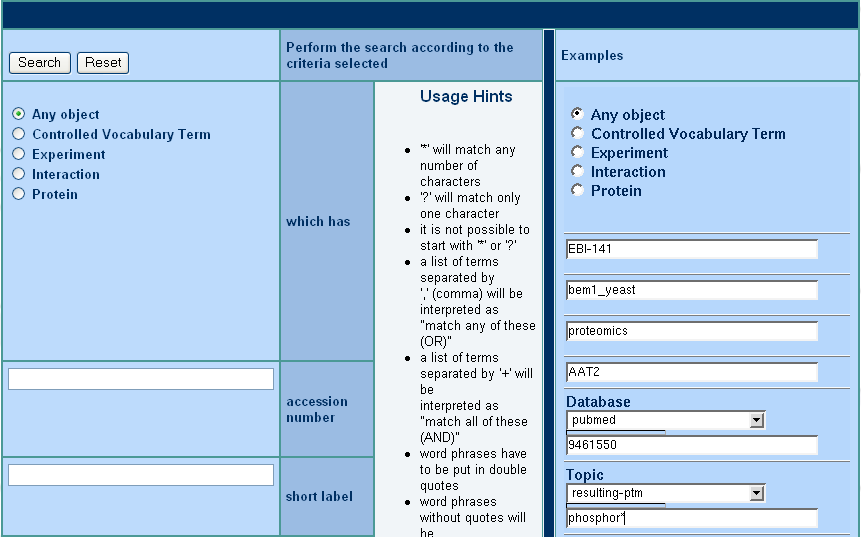 Search
Reset
Perform the search according to the
criteria selected
Any object
Controlled Vocabulary Term
Experiment
Interaction
Protein
which has
accession
number
short label
Usage Hints
'*' will match any
number of
characters
'?' will match only
one character
it is not possible to
start with '*' or '?'
a list of terms
separated by
',' (comma) will be
interpreted as
"match any of these
(OR)"
a list of terms
separated by '+' will
be
interpreted as
"match all of these
(AND)"
word phrases have
to be put in double
quotes
word phrases
without quotes will
be
Examples
Any object
Controlled Vocabulary Term
Experiment
Interaction
Protein
EBI-141
bem1_yeast
proteomics
AAT2
Database
pubmed
9461550
Topic
resulting-ptm
phosphor*